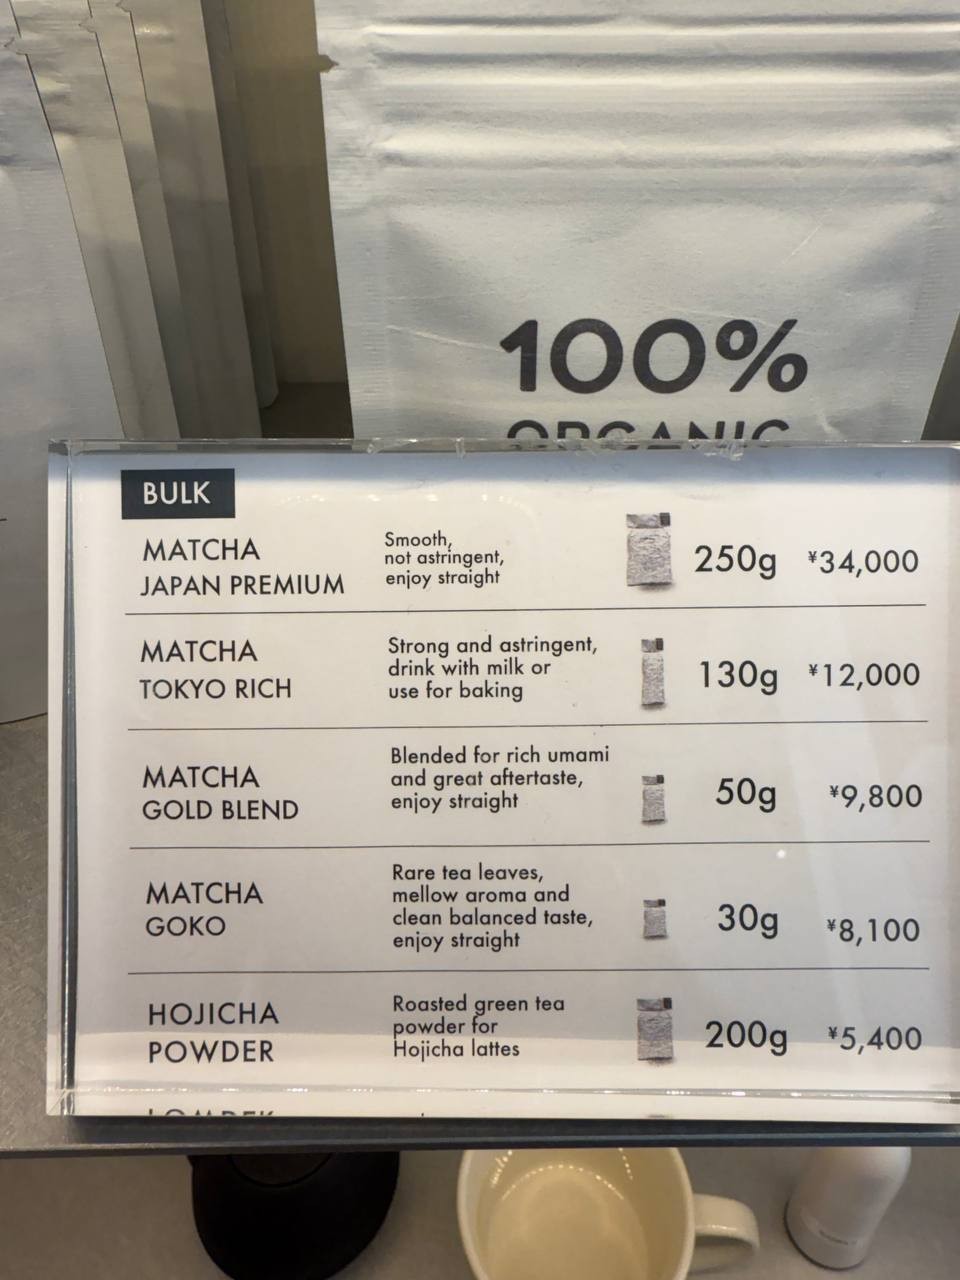 100%
ORGANIC
BULK
MATCHA
JAPAN PREMIUM
Smooth,
not astringent,
enjoy straight
250g ¥34,000
MATCHA
TOKYO RICH
Strong and astringent,
drink with milk or
use for baking
130g ¥12,000
MATCHA
GOLD BLEND
Blended for rich umami
and great aftertaste,
enjoy straight
50g ¥9,800
MATCHA
GOKO
Rare tea leaves,
mellow aroma and
clean balanced taste,
enjoy straight
30g ¥8,100
HOJICHA
POWDER
Roasted green tea
powder for
Hojicha lattes
200g ¥5,400